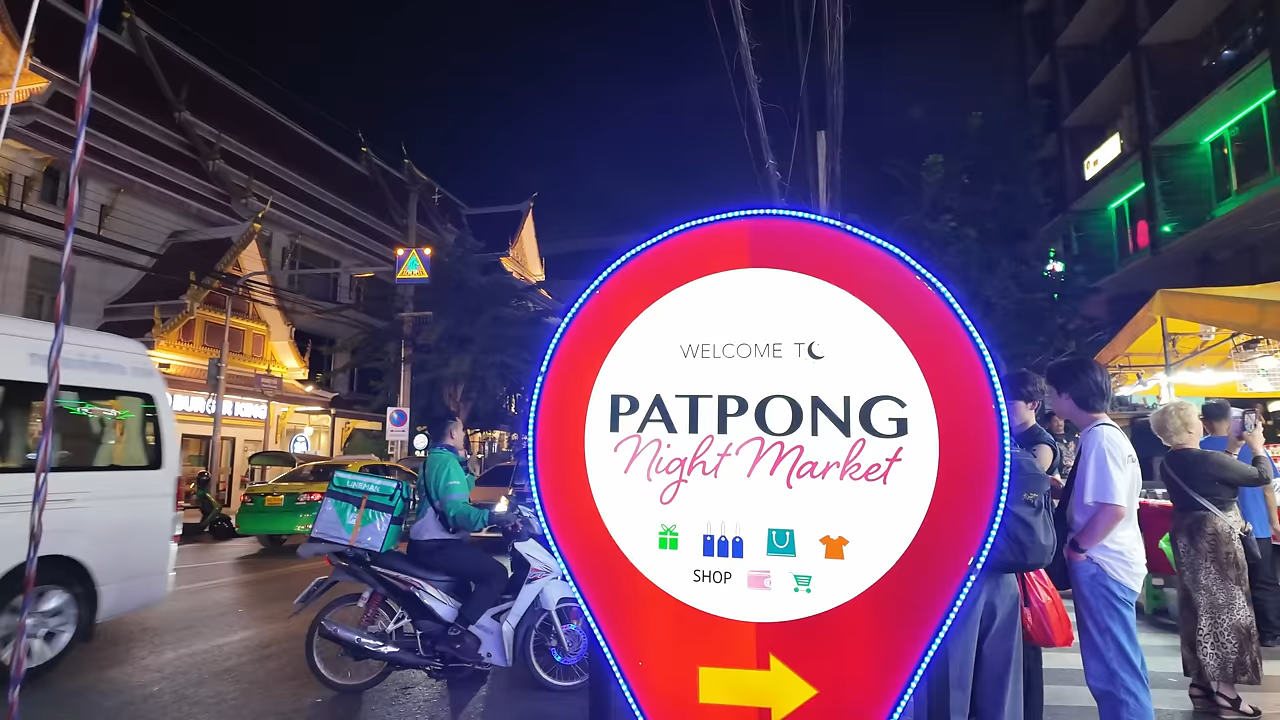 WELCOME TO
PATPONG
Night Market
SHOP
BURGER KING
LINEMAN